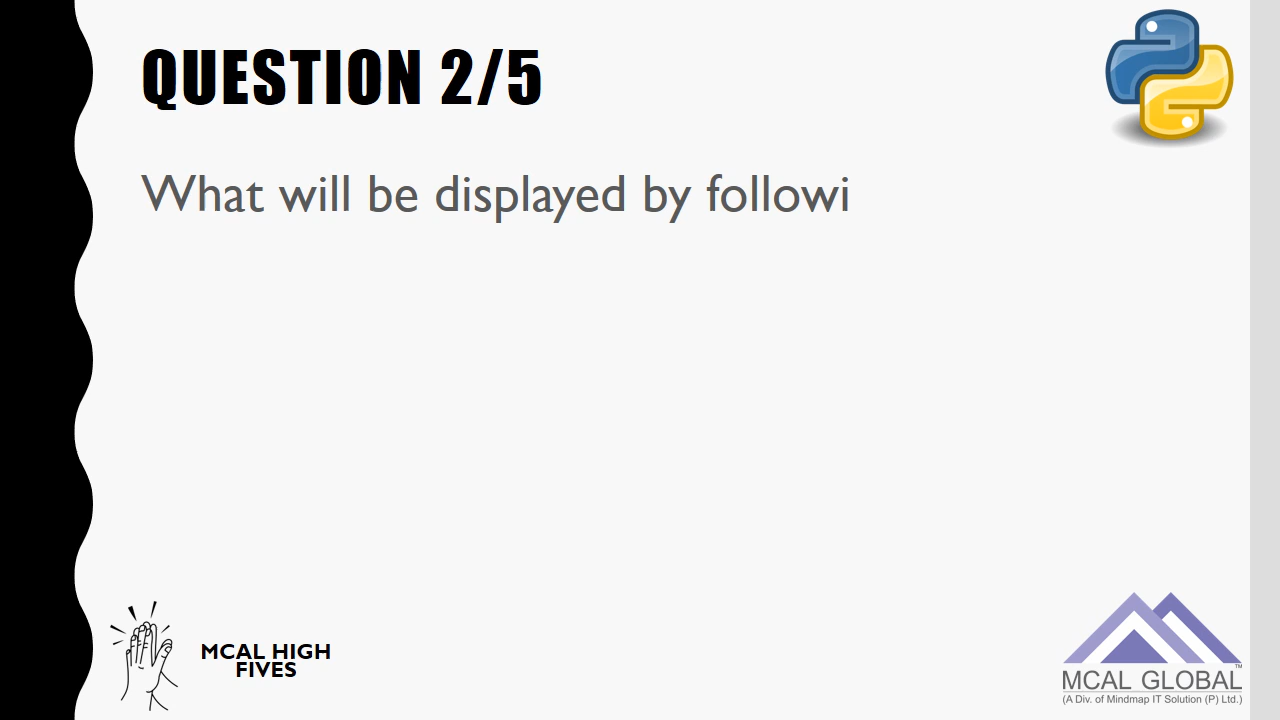 QUESTION 2/5
What will be displayed by followi
MCAL HIGH
FIVES
MCAL GLOBAL
TM
(A Div. of Mindmap IT Solution (P) Ltd.)